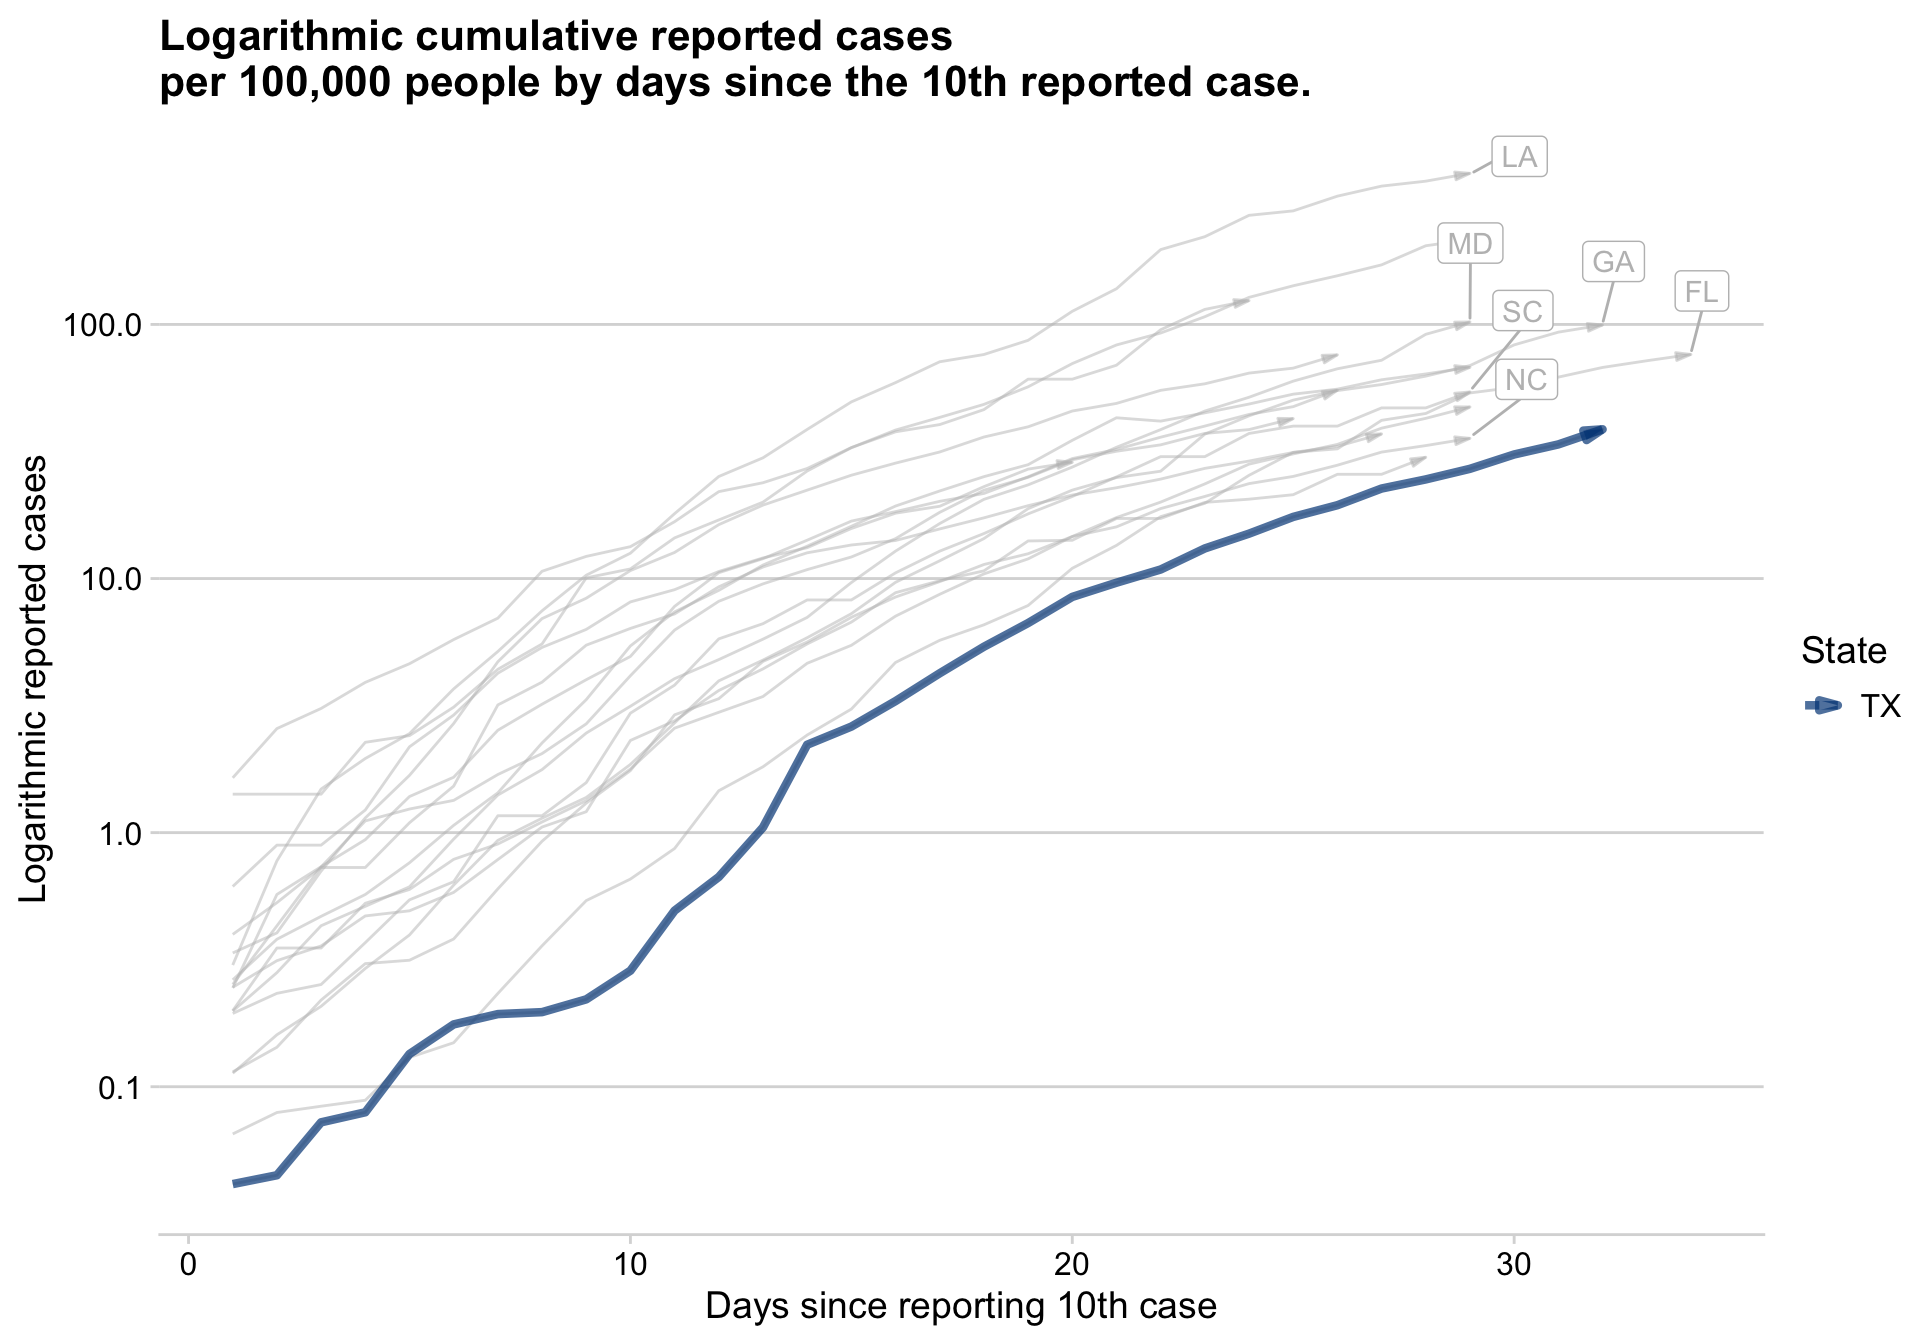 Logarithmic cumulative reported cases
per 100,000 people by days since the 10th reported case.
LA
MD
GA
FL
SC
NC
100.0
10.0
1.0
0.1
Logarithmic reported cases
0
10
20
30
Days since reporting 10th case
State
TX